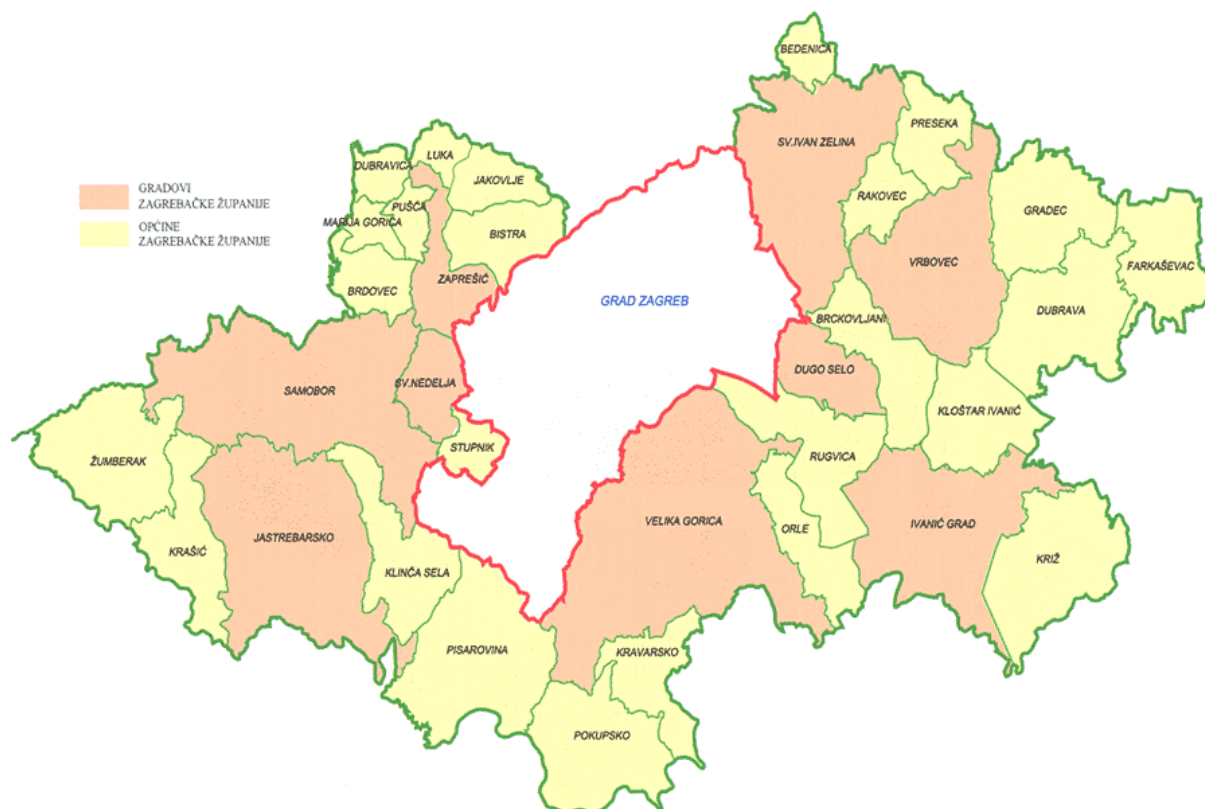 BEDENICA
SV.IVAN ZELINA
PRESEKA
LUKA
DUBRAVICA
JAKOVLJE
GRADOVI
ZAGREBAČKE ŽUPANIJE
RAKOVEC
GRADEC
PUŠĆA
MARIJA GORICA
OPĆINE
ZAGREBAČKE ŽUPANIJE
BISTRA
VRBOVEC
FARKAŠEVAC
ZAPREŠIĆ
BRDOVEC
GRAD ZAGREB
BRCKOVLJANI
DUBRAVA
DUGO SELO
SV.NEDELJA
SAMOBOR
KLOŠTAR IVANIĆ
STUPNIK
ŽUMBERAK
RUGVICA
VELIKA GORICA
ORLE
IVANIĆ GRAD
JASTREBARSKO
KRAŠIĆ
KRIŽ
KLINČA SELA
PISAROVINA
KRAVARSKO
POKUPSKO